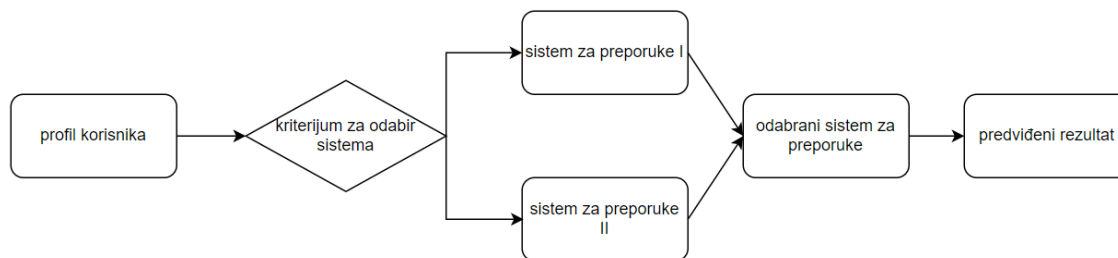 profil korisnika
kriterijum za odabir
sistema
sistem za preporuke I
sistem za preporuke
II
odabrani sistem za
preporuke
predviđeni rezultat